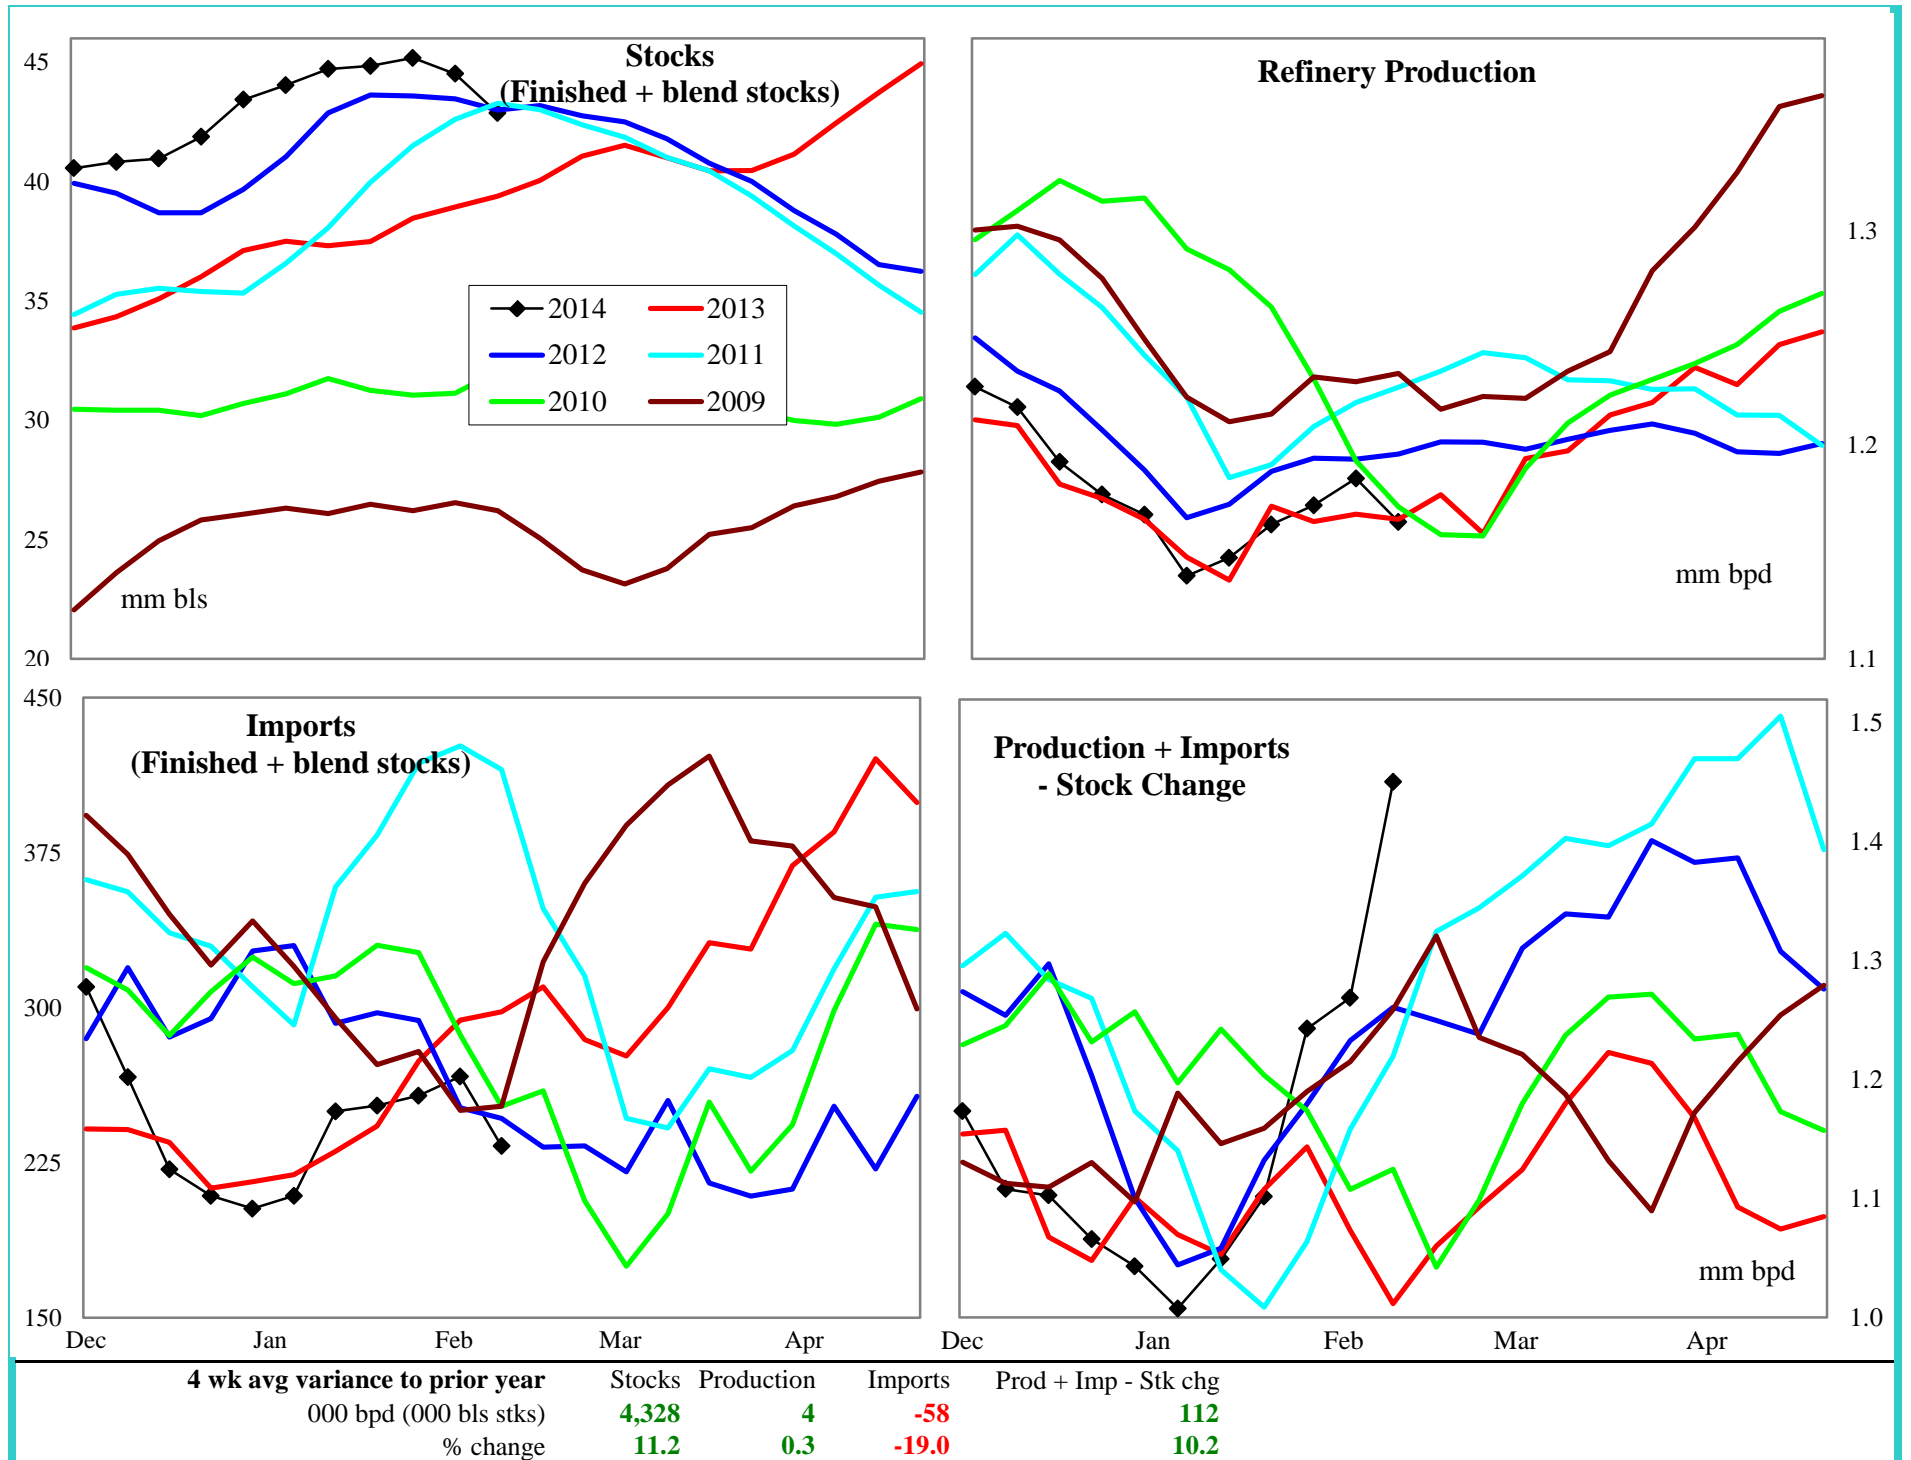 Stocks
(Finished + blend stocks)
45
40
35
30
25
20
2014
2013
2012
2011
2010
2009
mm bls
Refinery Production
1.3
1.2
1.1
mm bpd
Imports
(Finished + blend stocks)
450
375
300
225
150
Dec Jan Feb Mar Apr
Production + Imports
- Stock Change
1.5
1.4
1.3
1.2
1.1
1.0
mm bpd
Dec Jan Feb Mar Apr
4 wk avg variance to prior year Stocks Production Imports Prod + Imp - Stk chg
000 bpd (000 bls stks) 4,328 4 -58 112
% change 11.2 0.3 -19.0 10.2